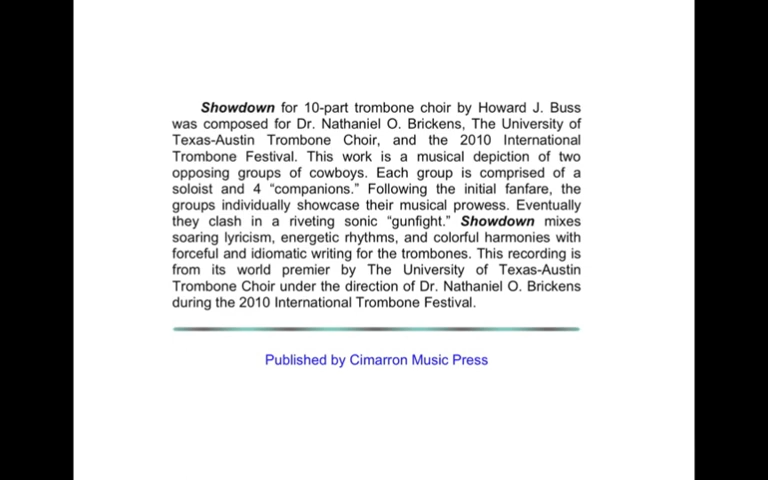 Showdown for 10-part trombone choir by Howard J. Buss
was composed for Dr. Nathaniel O. Brickens, The University of
Texas-Austin Trombone Choir, and the 2010 International
Trombone Festival. This work is a musical depiction of two
opposing groups of cowboys. Each group is comprised of a
soloist and 4 “companions.” Following the initial fanfare, the
groups individually showcase their musical prowess. Eventually
they clash in a riveting sonic “gunfight.” Showdown mixes
soaring lyricism, energetic rhythms, and colorful harmonies with
forceful and idiomatic writing for the trombones. This recording is
from its world premier by The University of Texas-Austin
Trombone Choir under the direction of Dr. Nathaniel O. Brickens
during the 2010 International Trombone Festival.
Published by Cimarron Music Press